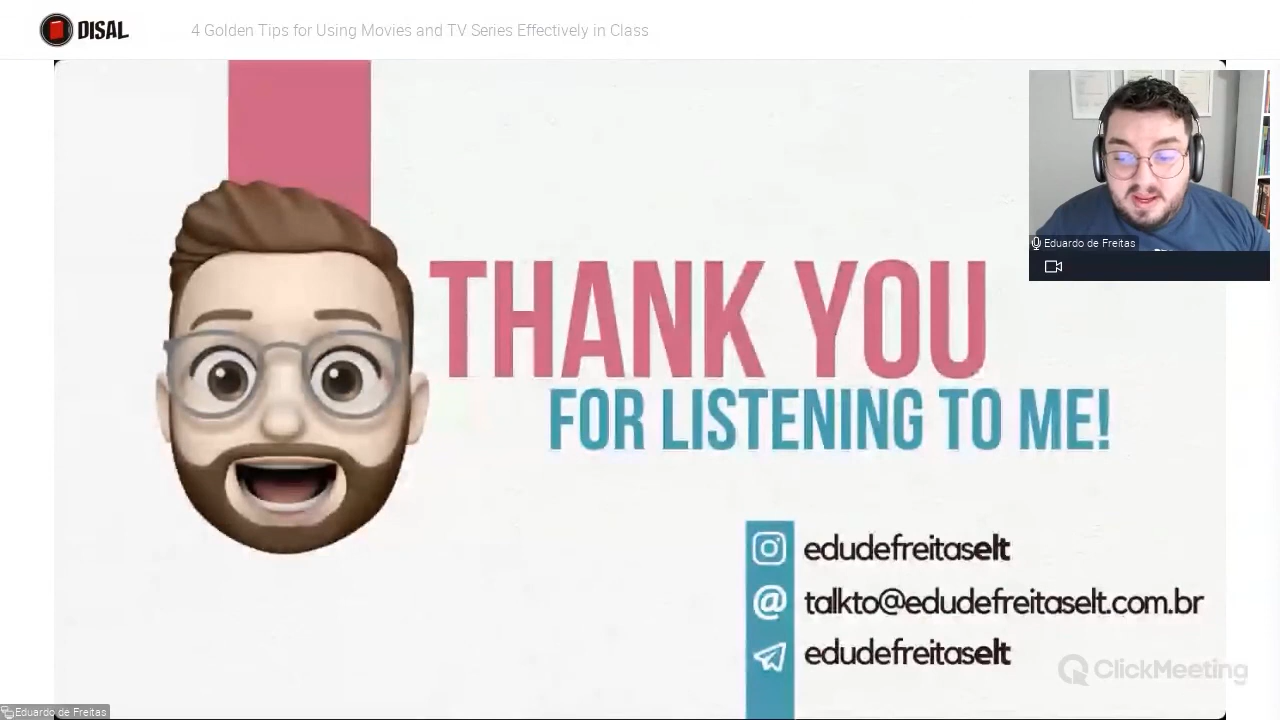 DISAL
4 Golden Tips for Using Movies and TV Series Effectively in Class
Eduardo de Freitas
THANK YOU
FOR LISTENING TO ME!
edudefreitaselt
talkto@edudefreitaselt.com.br
edudefreitaselt
ClickMeeting
Eduardo de Freitas